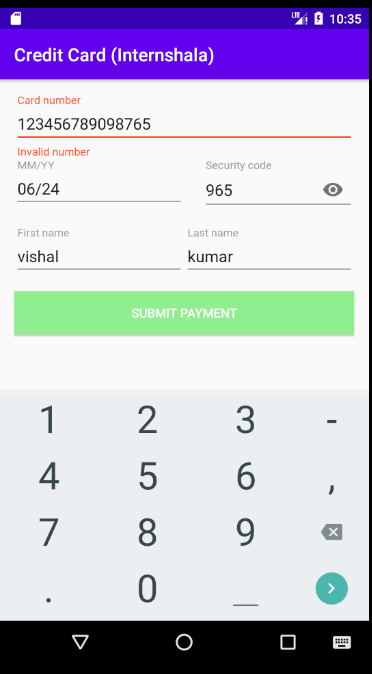 LTE 10:35
Credit Card (Internshala)
Card number
123456789098765
Invalid number
MM/YY Security code
06/24 965
First name Last name
vishal kumar
SUBMIT PAYMENT
1 2 3 -
4 5 6 ,
7 8 9
. 0 _